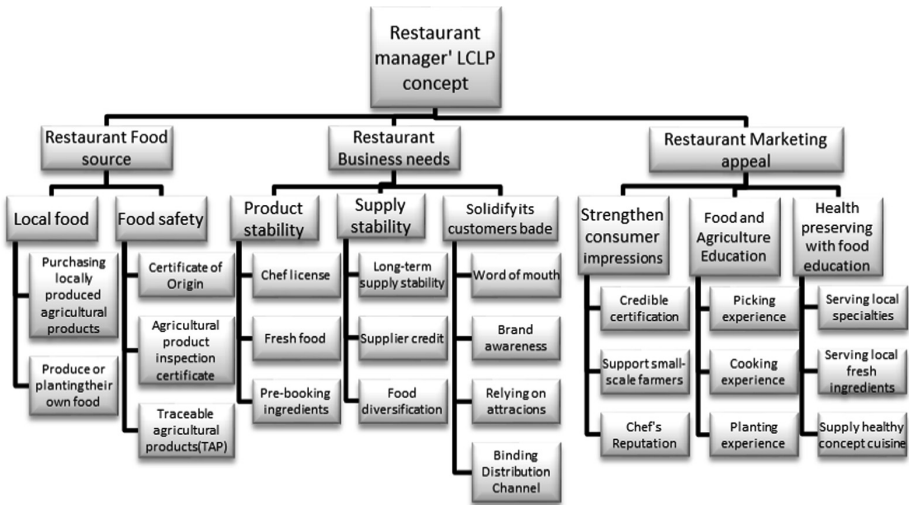 Restaurant
manager' LCLP
concept
Restaurant Food
source
Restaurant
Business needs
Restaurant Marketing
appeal
Local food
Food safety
Product
stability
Supply
stability
Solidify its
customers bade
Strengthen
consumer
impressions
Food and
Agriculture
Education
Health
preserving
with food
education
Purchasing
locally
produced
agricultural
products
Produce or
planting their
own food
Certificate of
Origin
Agricultural
product
inspection
certificate
Traceable
agricultural
products(TAP)
Chef license
Fresh food
Pre-booking
ingredients
Long-term
supply stability
Supplier credit
Food
diversification
Word of mouth
Brand
awareness
Relying on
attracions
Binding
Distribution
Channel
Credible
certification
Support small-
scale farmers
Chef's
Reputation
Picking
experience
Cooking
experience
Planting
experience
Serving local
specialties
Serving local
fresh
ingredients
Supply healthy
concept cuisine